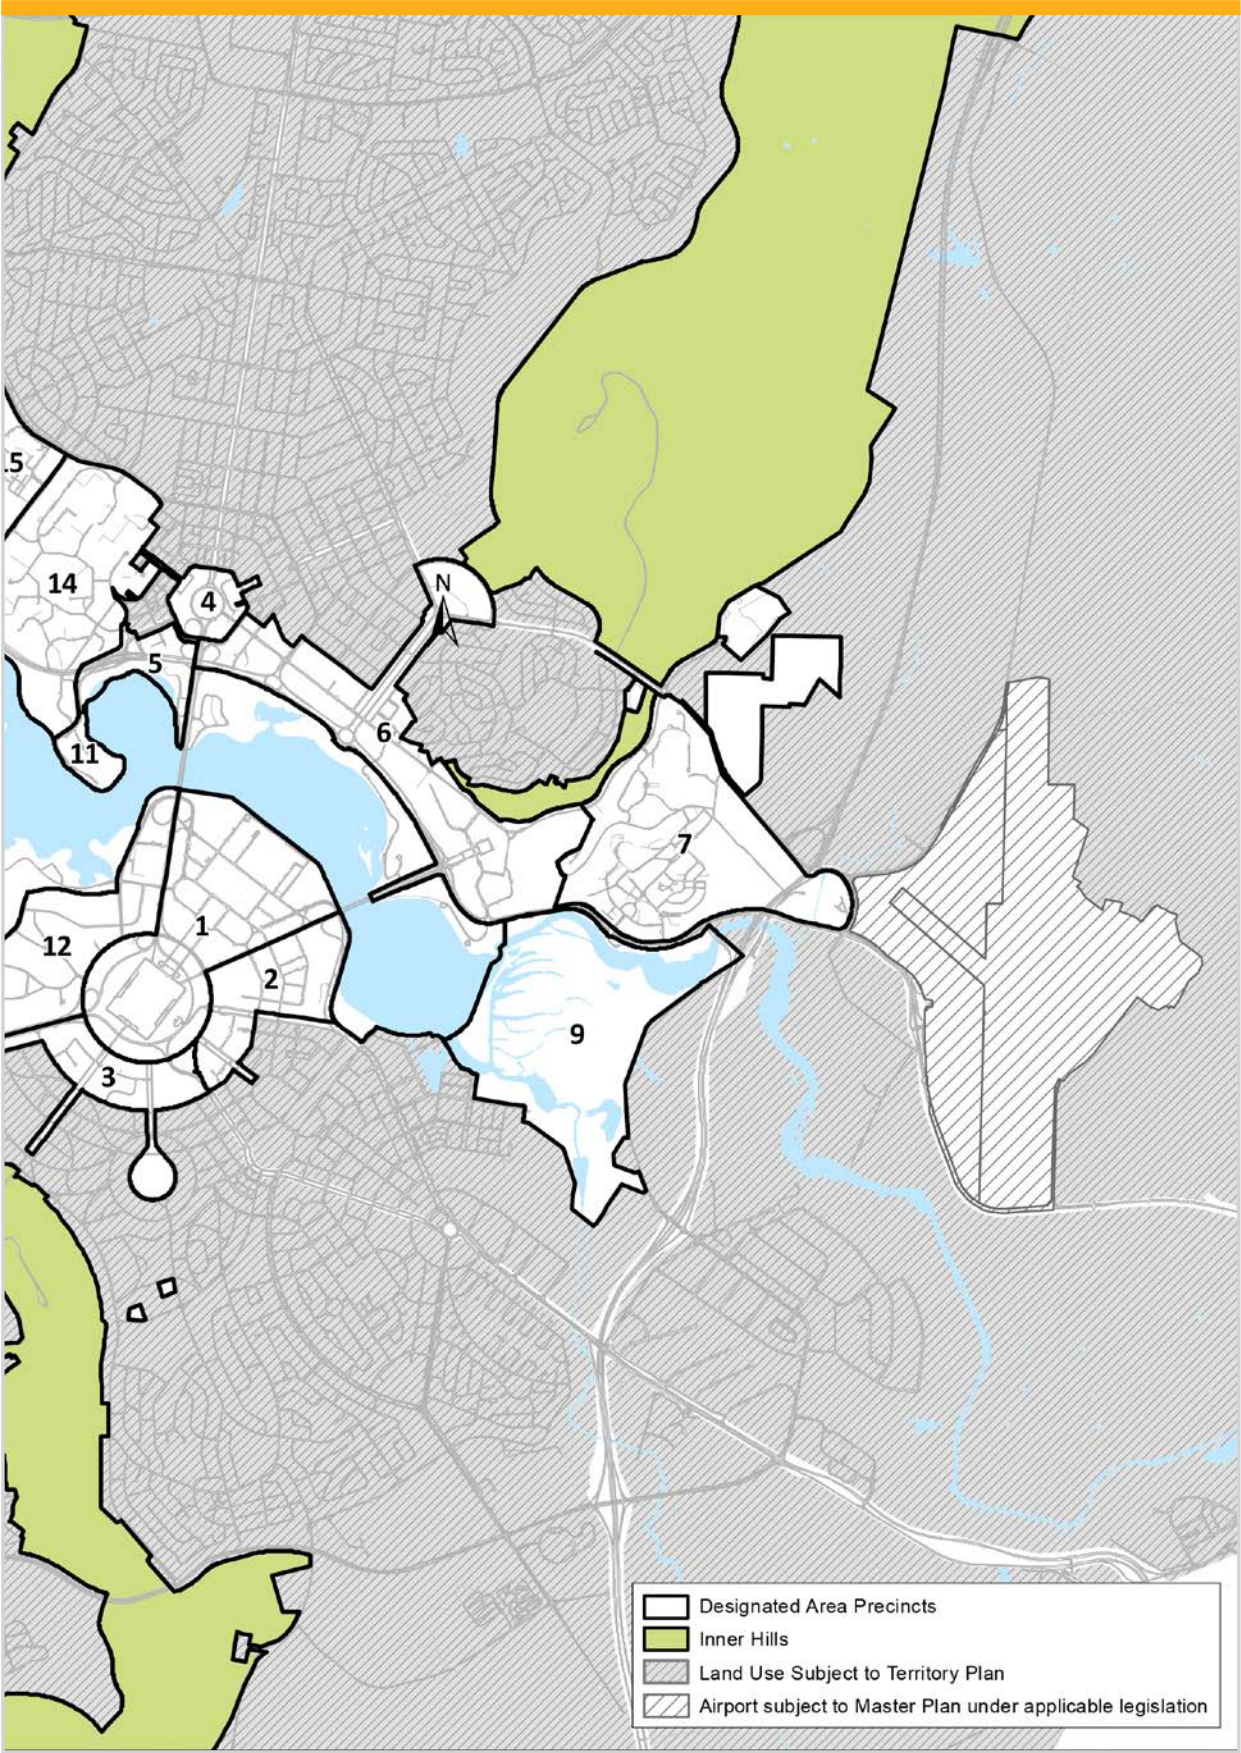 .5
14
4
N
5
6
11
7
1
12
2
9
3
Designated Area Precincts
Inner Hills
Land Use Subject to Territory Plan
Airport subject to Master Plan under applicable legislation